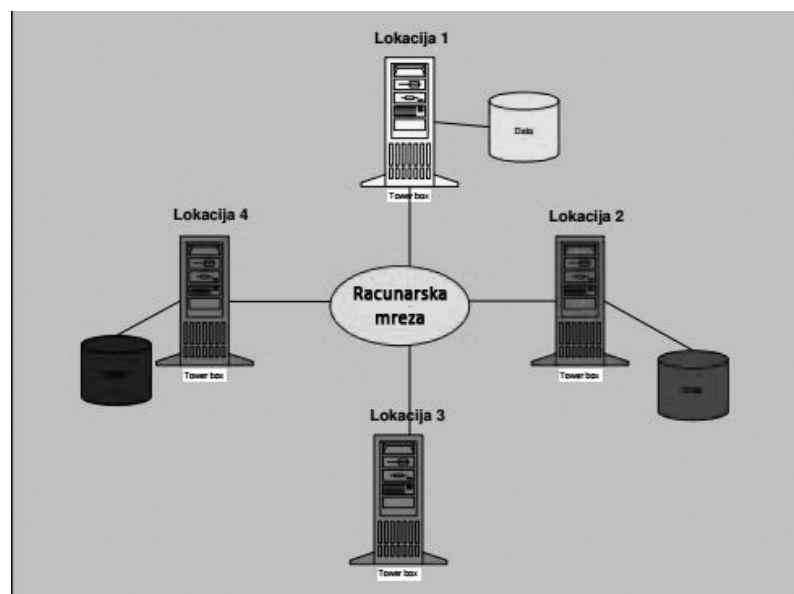 Lokacija 1
Data
Tower box
Lokacija 4
Lokacija 2
Racunarska
mreza
Tower box
Tower box
Lokacija 3
Tower box